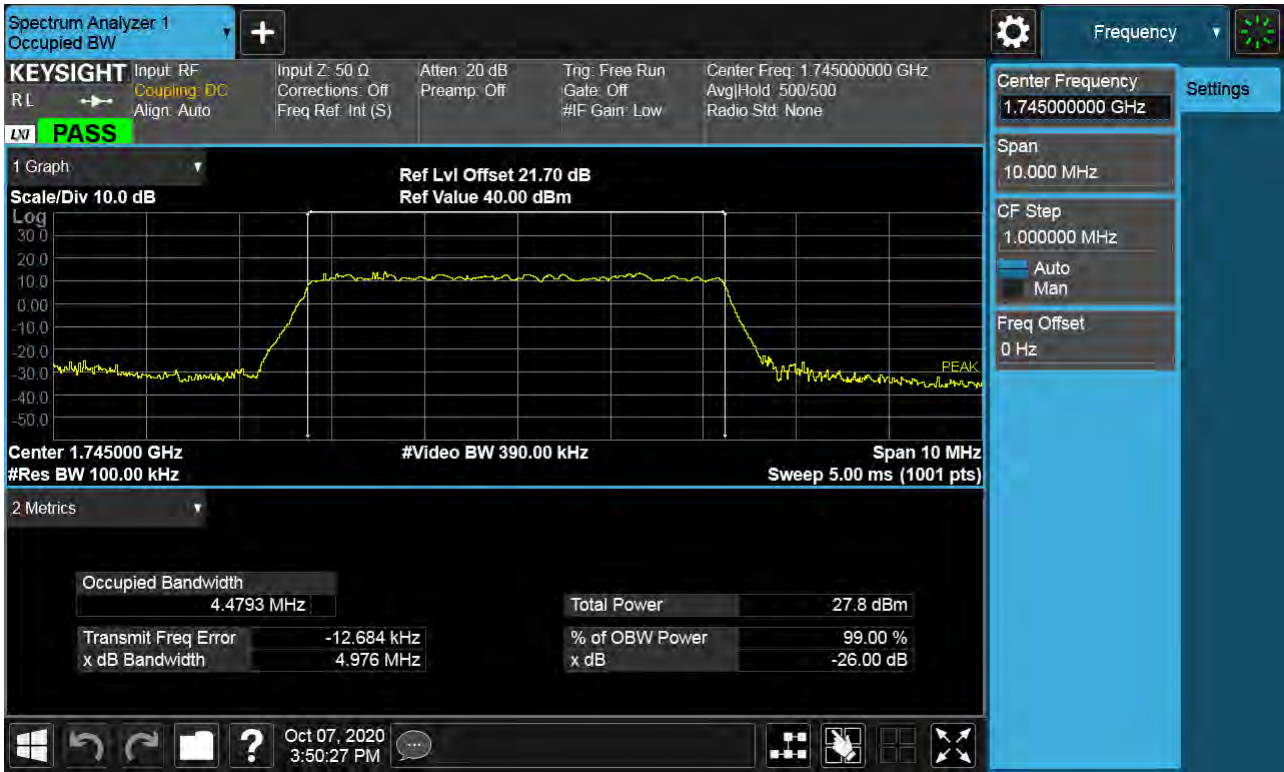 Spectrum Analyzer 1
Occupied BW
+
Frequency
KEYSIGHT
RL
LXI
PASS
Input: RF
Coupling: DC
Align: Auto
Input Z: 50 Ω
Corrections: Off
Freq Ref: Int (S)
Atten: 20 dB
Preamp: Off
Trig: Free Run
Gate: Off
#IF Gain: Low
Center Freq: 1.745000000 GHz
Avg|Hold: 500/500
Radio Std: None
Center Frequency
1.745000000 GHz
Settings
Span
10.000 MHz
CF Step
1.000000 MHz
Auto
Man
Freq Offset
0 Hz
1 Graph
Ref Lvl Offset 21.70 dB
Scale/Div 10.0 dB
Ref Value 40.00 dBm
Log
30.0
20.0
10.0
0.00
-10.0
-20.0
-30.0
-40.0
-50.0
PEAK
Center 1.745000 GHz
#Video BW 390.00 kHz
Span 10 MHz
#Res BW 100.00 kHz
Sweep 5.00 ms (1001 pts)
2 Metrics
Occupied Bandwidth
4.4793 MHz
Total Power 27.8 dBm
Transmit Freq Error -12.684 kHz
% of OBW Power 99.00 %
x dB Bandwidth 4.976 MHz
x dB -26.00 dB
?
Oct 07, 2020
3:50:27 PM